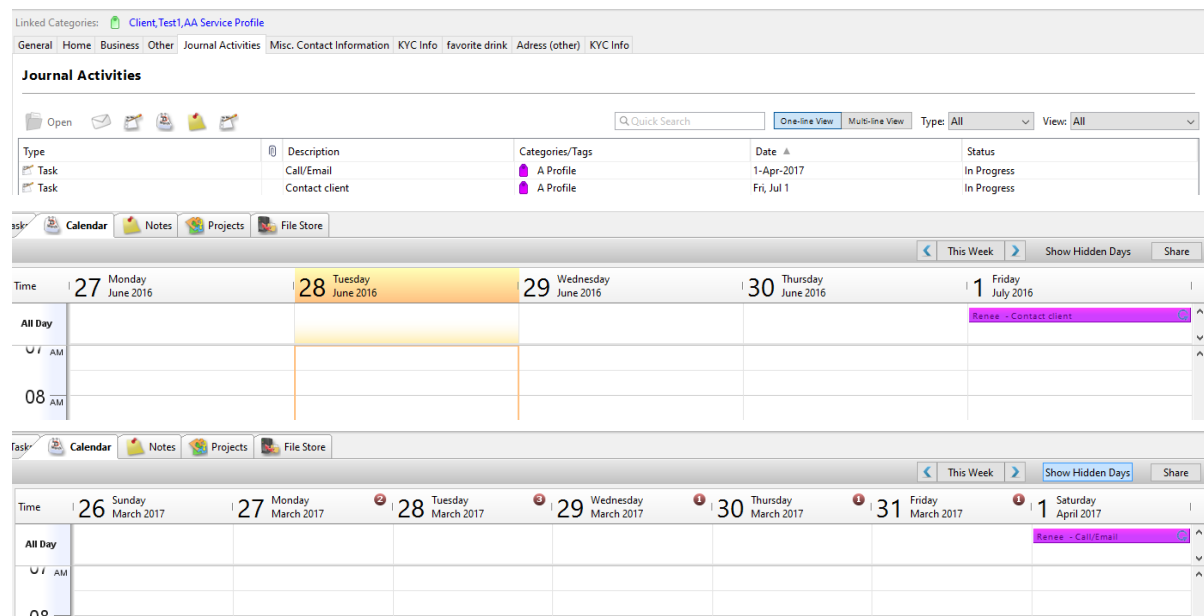 Linked Categories: Client,Test1,AA Service Profile
General Home Business Other Journal Activities Misc. Contact Information KYC Info favorite drink Adress (other) KYC Info
Journal Activities
Open Quick Search One-line View Multi-line View Type: All View: All
Type Description Categories/Tags Date Status
Task Call/Email A Profile 1-Apr-2017 In Progress
Task Contact client A Profile Fri, Jul 1 In Progress
Calendar Notes Projects File Store
This Week Show Hidden Days Share
Time 27 Monday June 2016 28 Tuesday June 2016 29 Wednesday June 2016 30 Thursday June 2016 1 Friday July 2016
All Day Renee - Contact client
07 AM
08 AM
Task Calendar Notes Projects File Store
This Week Show Hidden Days Share
Time 26 Sunday March 2017 27 Monday March 2017 2 28 Tuesday March 2017 3 29 Wednesday March 2017 1 30 Thursday March 2017 1 31 Friday March 2017 1 1 Saturday April 2017
All Day Renee - Call/Email
07 AM
08